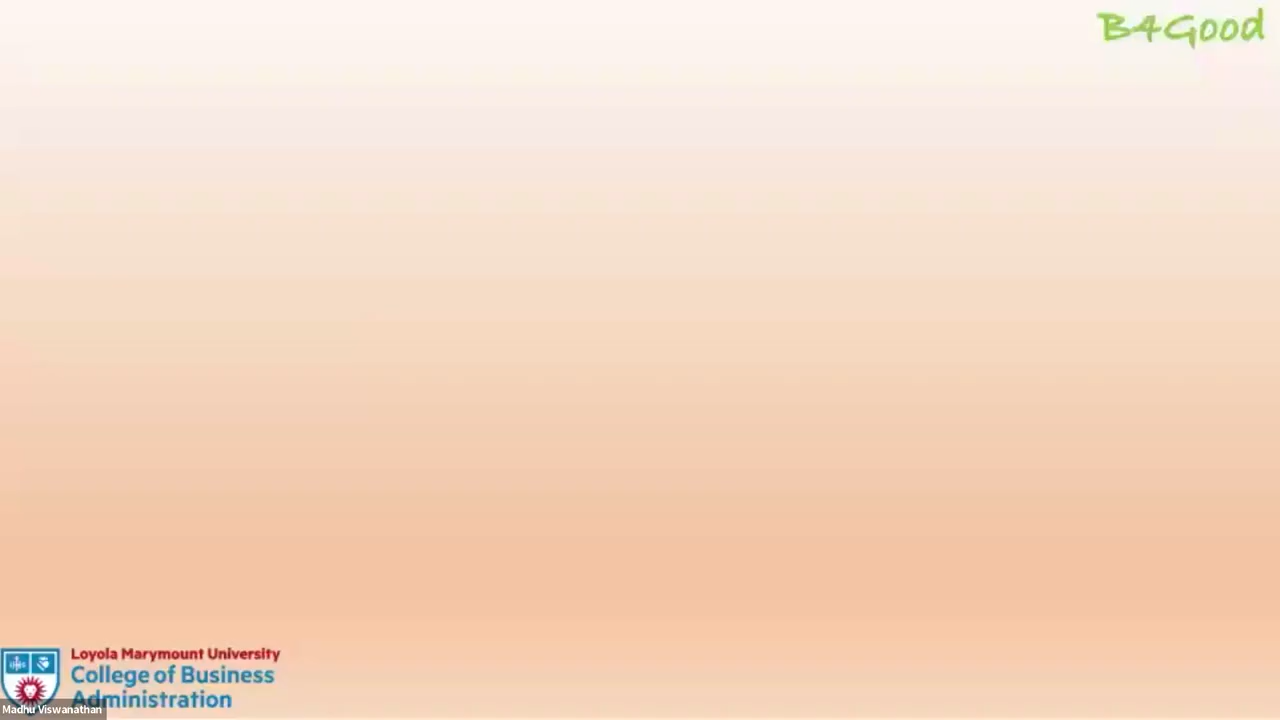 B4Good
Loyola Marymount University
College of Business
Administration
Madhu Viswanathan